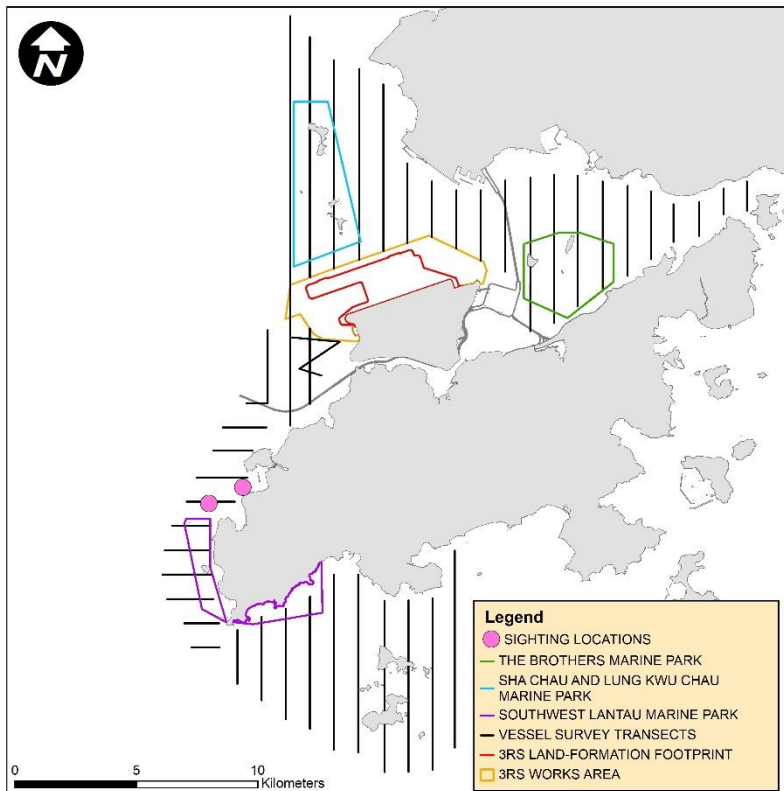 N
Legend
SIGHTING LOCATIONS
THE BROTHERS MARINE PARK
SHA CHAU AND LUNG KWU CHAU
MARINE PARK
SOUTHWEST LANTAU MARINE PARK
VESSEL SURVEY TRANSECTS
3RS LAND-FORMATION FOOTPRINT
3RS WORKS AREA
0 5 10
Kilometers